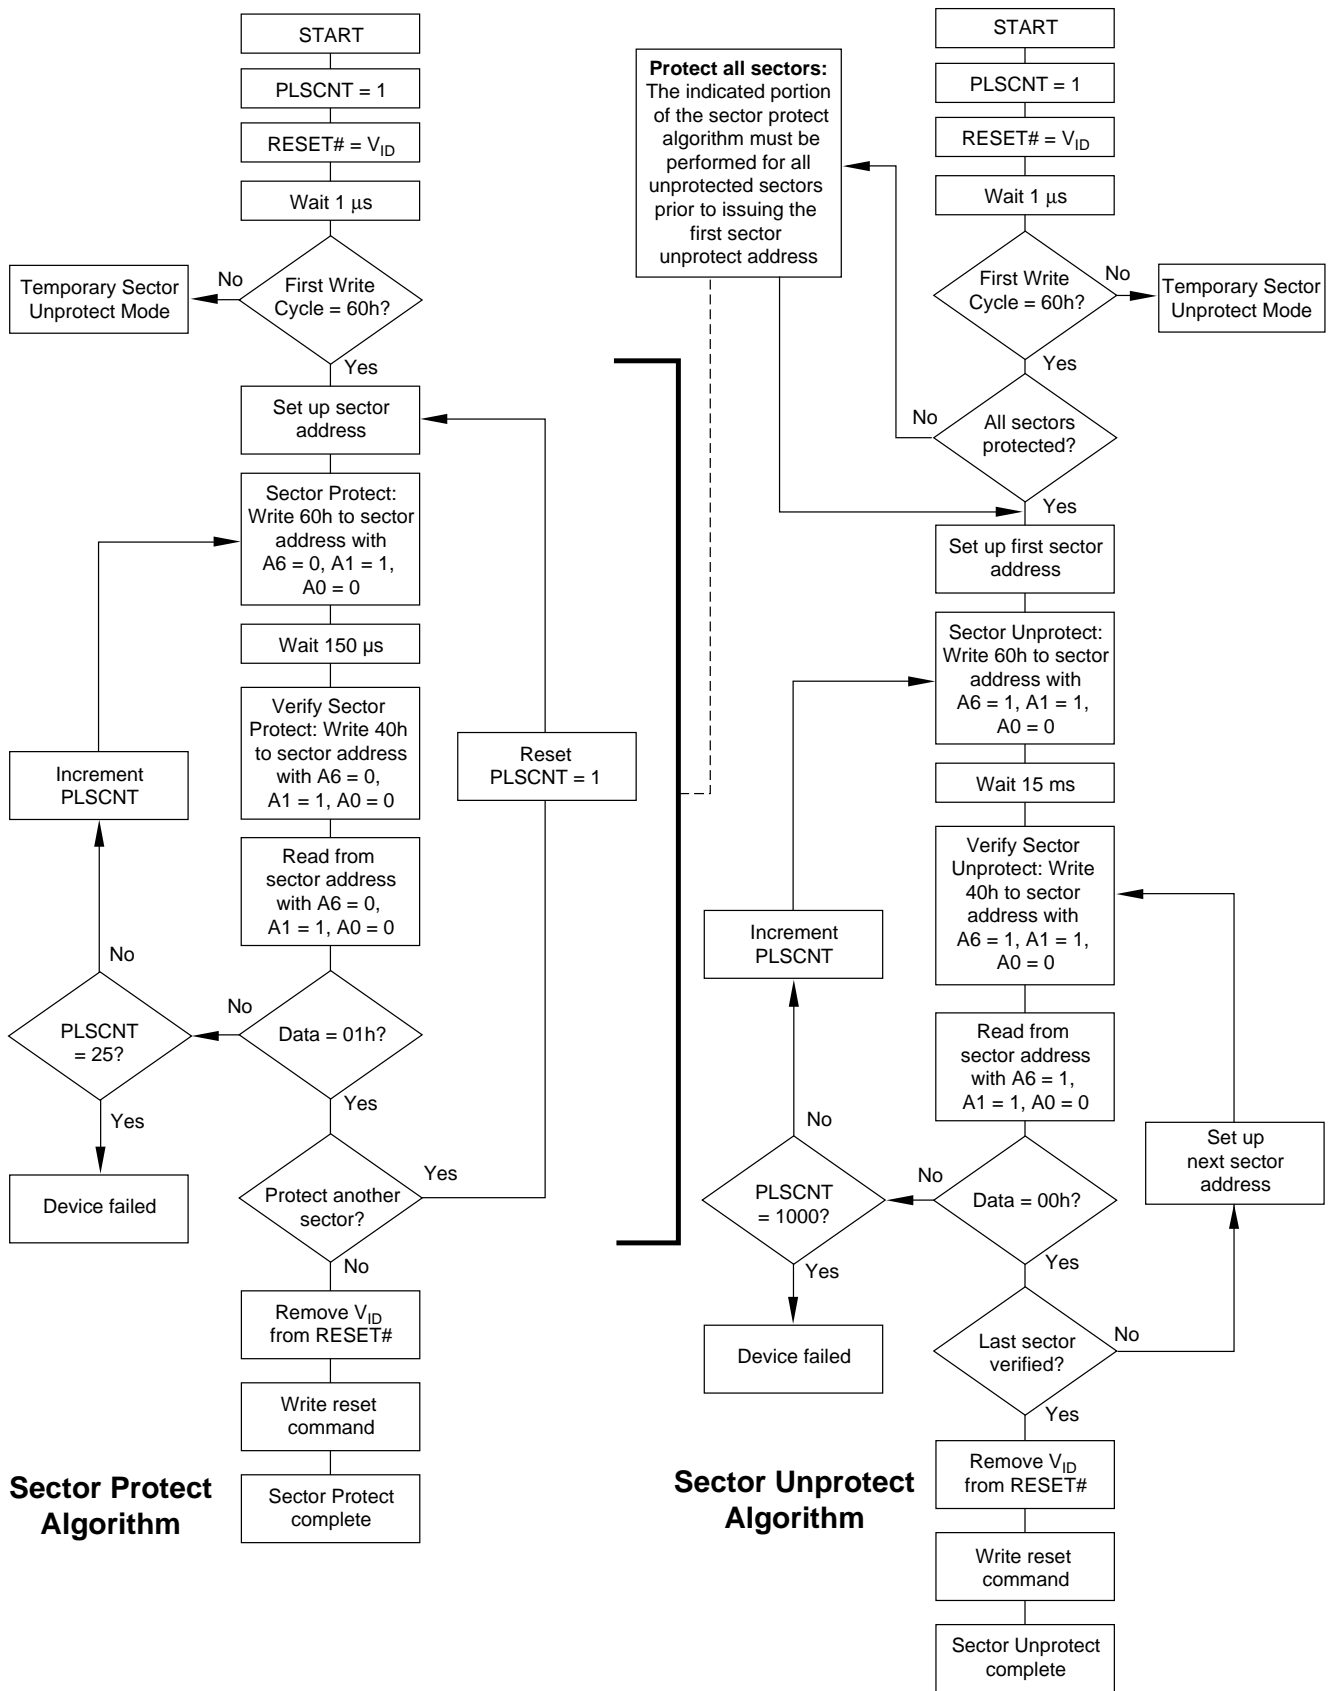 START
PLSCNT = 1
RESET# = VID
Wait 1 μs
No
First Write
Cycle = 60h?
Temporary Sector
Unprotect Mode
Yes
Set up sector
address
Sector Protect:
Write 60h to sector
address with
A6 = 0, A1 = 1,
A0 = 0
Wait 150 µs
Verify Sector
Protect: Write 40h
to sector address
with A6 = 0,
A1 = 1, A0 = 0
Reset
PLSCNT = 1
Increment
PLSCNT
Read from
sector address
with A6 = 0,
A1 = 1, A0 = 0
No
No
PLSCNT
= 25?
Data = 01h?
Yes
Yes
Device failed
Protect another
sector?
Yes
No
Remove VID
from RESET#
Write reset
command
Sector Protect
complete
Sector Protect
Algorithm
Protect all sectors:
The indicated portion
of the sector protect
algorithm must be
performed for all
unprotected sectors
prior to issuing the
first sector
unprotect address
START
PLSCNT = 1
RESET# = VID
Wait 1 μs
First Write
Cycle = 60h?
No
Temporary Sector
Unprotect Mode
Yes
No
All sectors
protected?
Yes
Set up first sector
address
Sector Unprotect:
Write 60h to sector
address with
A6 = 1, A1 = 1,
A0 = 0
Wait 15 ms
Verify Sector
Unprotect: Write
40h to sector
address with
A6 = 1, A1 = 1,
A0 = 0
Increment
PLSCNT
Read from
sector address
with A6 = 1,
A1 = 1, A0 = 0
No
No
PLSCNT
= 1000?
Data = 00h?
Set up
next sector
address
Yes
Yes
Device failed
Last sector
verified?
No
Yes
Remove VID
from RESET#
Write reset
command
Sector Unprotect
complete
Sector Unprotect
Algorithm